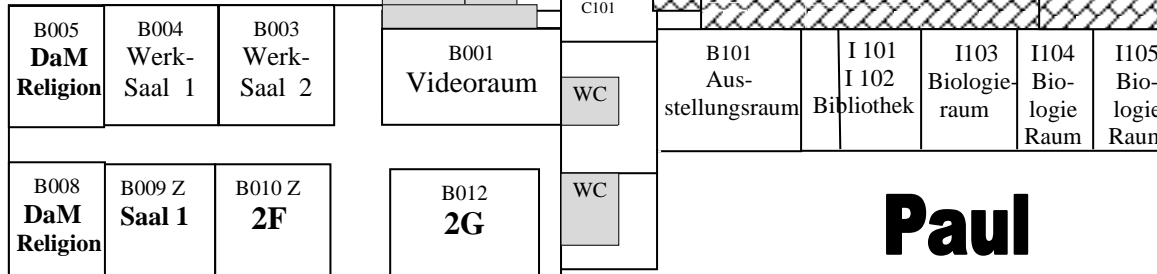 C101
B005
DaM
Religion
B004
Werk-
Saal 1
B003
Werk-
Saal 2
B001
Videoraum
WC
B101
Aus-
stellungsraum
I 101
I 102
Bibliothek
I103
Biologie-
raum
I104
Bio-
logie
Raum
I105
Bio-
logie
Raum
B008
DaM
Religion
B009 Z
Saal 1
B010 Z
2F
B012
2G
WC
Paul